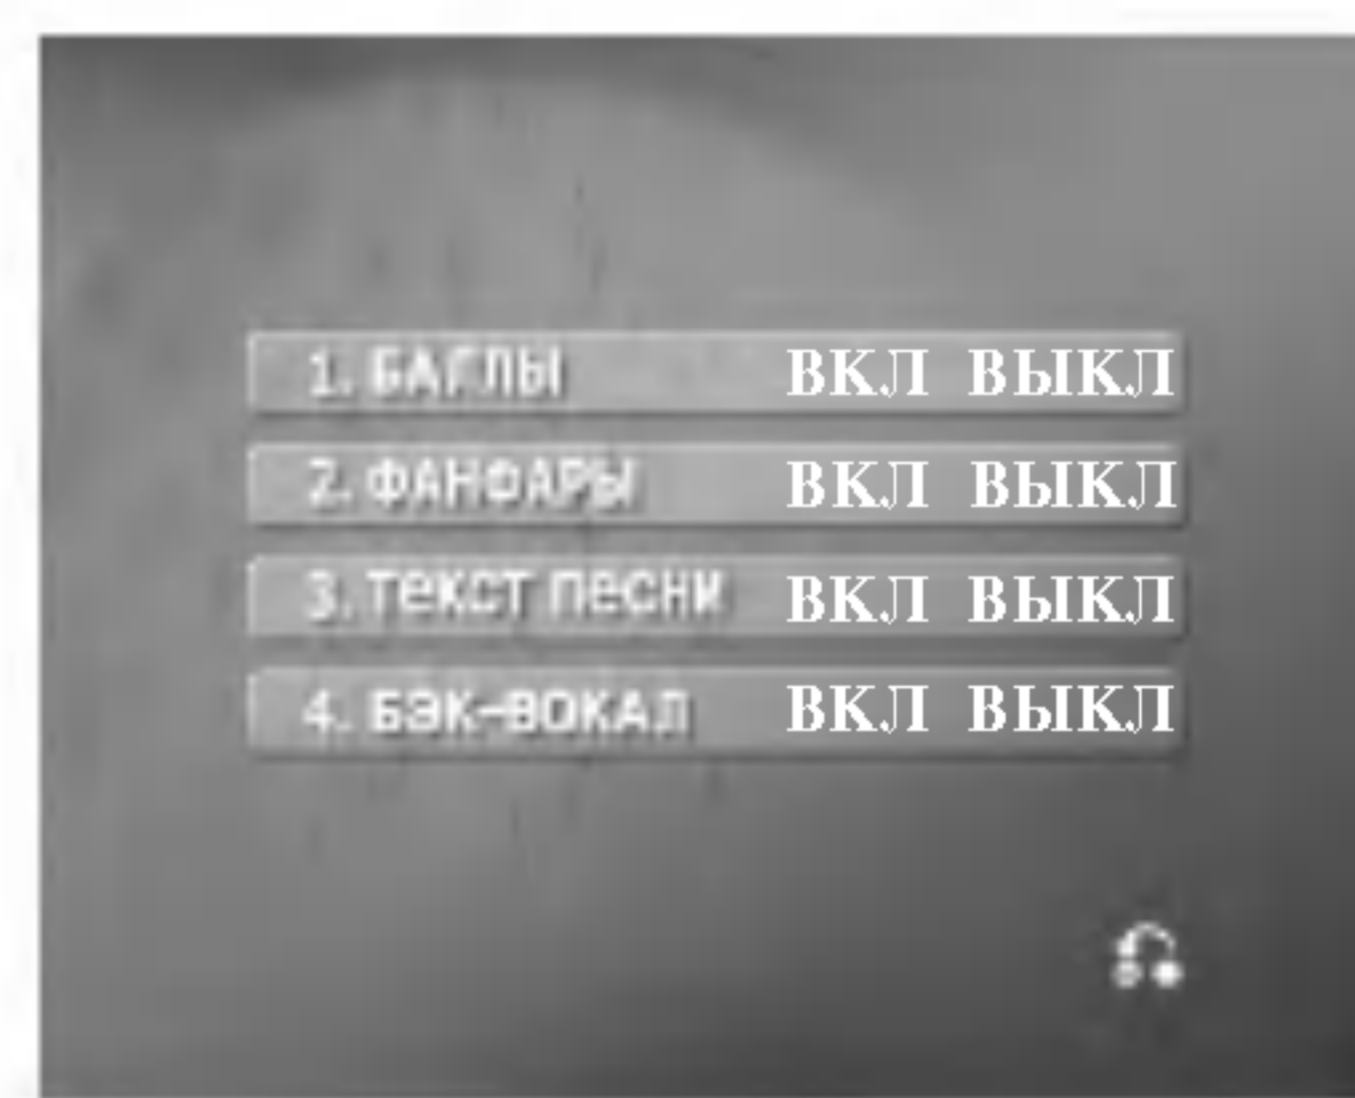 1. БАГЛЫ ВКЛ ВЫКЛ
2. ФАНФАРЫ ВКЛ ВЫКЛ
3. ТЕКСТ ПЕСНИ ВКЛ ВЫКЛ
4. БЭК-ВОКАЛ ВКЛ ВЫКЛ